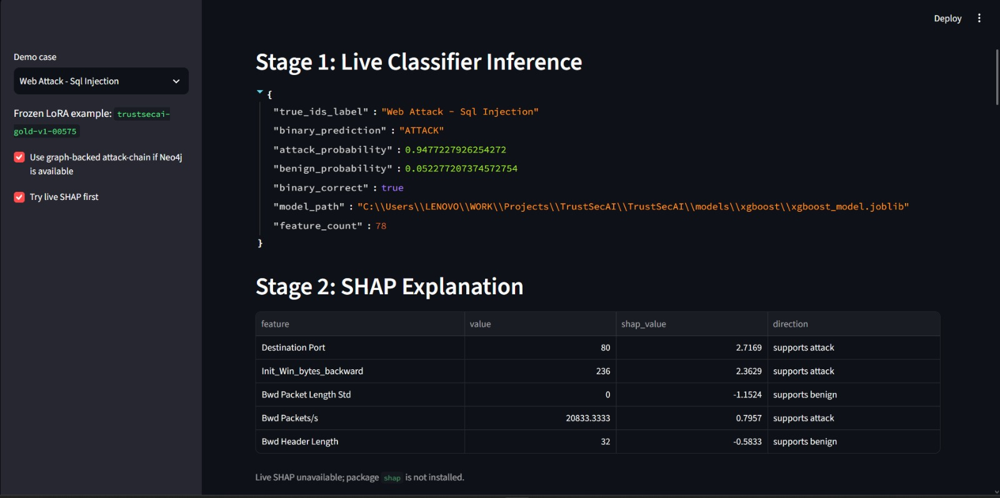 Deploy
Demo case
Web Attack - Sql Injection
Frozen LoRA example: trustsecai-
gold-v1-00575
Use graph-backed attack-chain if Neo4j
is available
Try live SHAP first
Stage 1: Live Classifier Inference
{
"true_ids_label" : "Web Attack - Sql Injection"
"binary_prediction" : "ATTACK"
"attack_probability" : 0.9477227926254272
"benign_probability" : 0.052277207374572754
"binary_correct" : true
"model_path" : "C:\\Users\\LENOVO\\WORK\\Projects\\TrustSecAI\\TrustSecAI\\models\\xgboost\\xgboost_model.joblib"
"feature_count" : 78
}
Stage 2: SHAP Explanation
feature value shap_value direction
Destination Port 80 2.7169 supports attack
Init_Win_bytes_backward 236 2.3629 supports attack
Bwd Packet Length Std 0 -1.1524 supports benign
Bwd Packets/s 20833.3333 0.7957 supports attack
Bwd Header Length 32 -0.5833 supports benign
Live SHAP unavailable; package shap is not installed.